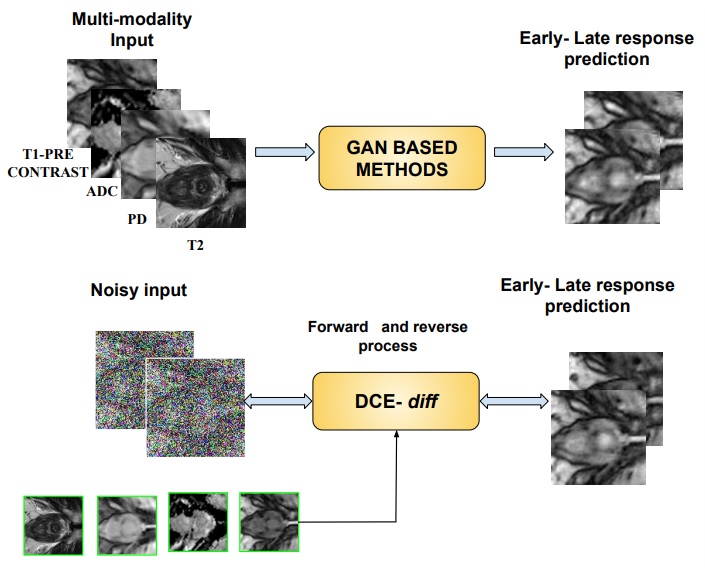 Multi-modality
Input
Early- Late response
prediction
T1-PRE
CONTRAST
ADC
PD
T2
GAN BASED
METHODS
Noisy input
Early- Late response
prediction
Forward and reverse
process
DCE- diff